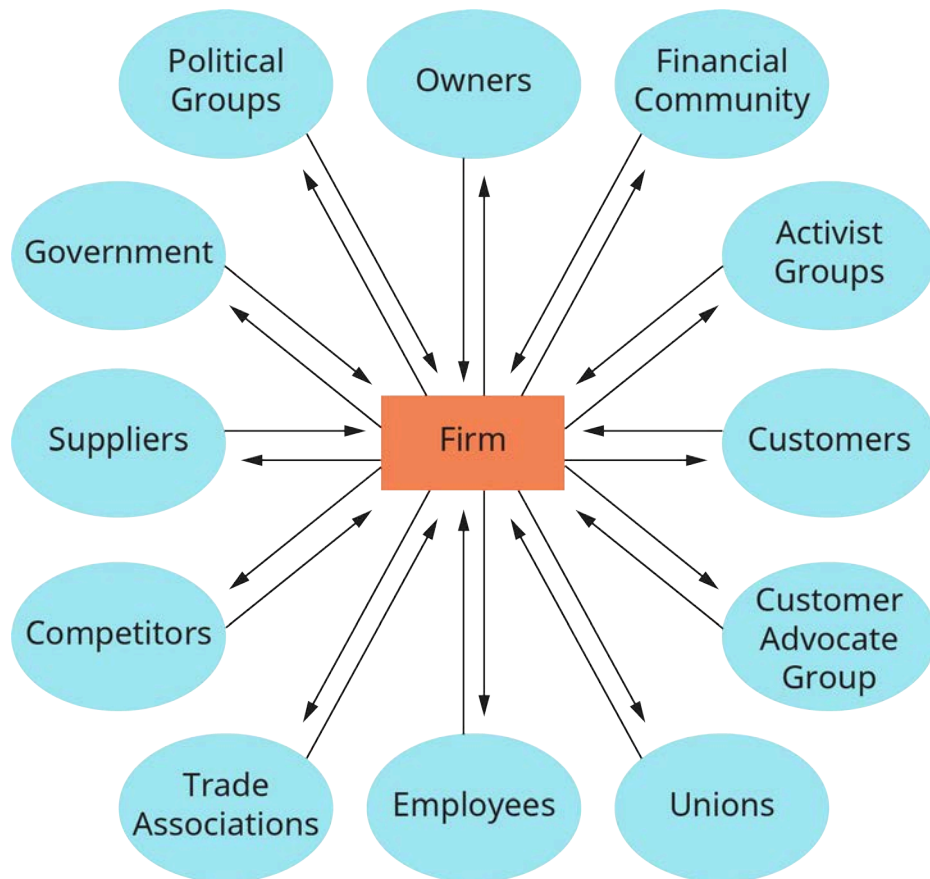 Political
Groups
Owners
Financial
Community
Government
Activist
Groups
Suppliers
Firm
Customers
Competitors
Customer
Advocate
Group
Trade
Associations
Employees
Unions